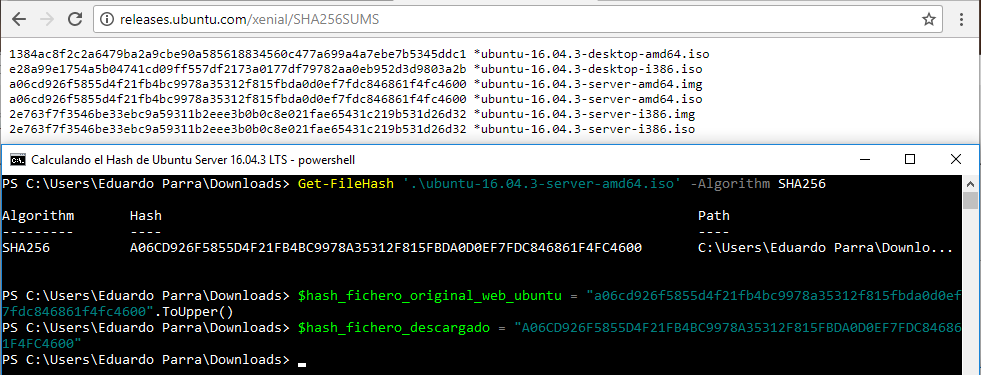 releases.ubuntu.com/xenial/SHA256SUMS
1384ac8f2c2a6479ba2a9cbe90a585618834560c477a699a4a7ebe7b5345ddc1 *ubuntu-16.04.3-desktop-amd64.iso
e28a99e1754a5b04741cd09ff557df2173a0177df79782aa0eb952d3d9803a2b *ubuntu-16.04.3-desktop-i386.iso
a06cd926f5855d4f21fb4bc9978a35312f815fbda0d0ef7fdc846861f4fc4600 *ubuntu-16.04.3-server-amd64.img
a06cd926f5855d4f21fb4bc9978a35312f815fbda0d0ef7fdc846861f4fc4600 *ubuntu-16.04.3-server-amd64.iso
2e763f7f3546be33ebc9a59311b2eee3b0b0c8e021fae65431c219b531d26d32 *ubuntu-16.04.3-server-i386.img
2e763f7f3546be33ebc9a59311b2eee3b0b0c8e021fae65431c219b531d26d32 *ubuntu-16.04.3-server-i386.iso
Calculando el Hash de Ubuntu Server 16.04.3 LTS - powershell
PS C:\Users\Eduardo Parra\Downloads> Get-FileHash '.\ubuntu-16.04.3-server-amd64.iso' -Algorithm SHA256
Algorithm Hash Path
--------- ---- ----
SHA256 A06CD926F5855D4F21FB4BC9978A35312F815FBDA0D0EF7FDC846861F4FC4600 C:\Users\Eduardo Parra\Downlo...
PS C:\Users\Eduardo Parra\Downloads> $hash_fichero_original_web_ubuntu = "a06cd926f5855d4f21fb4bc9978a35312f815fbda0d0ef
7fdc846861f4fc4600".ToUpper()
PS C:\Users\Eduardo Parra\Downloads> $hash_fichero_descargado = "A06CD926F5855D4F21FB4BC9978A35312F815FBDA0D0EF7FDC84686
1F4FC4600"
PS C:\Users\Eduardo Parra\Downloads> _